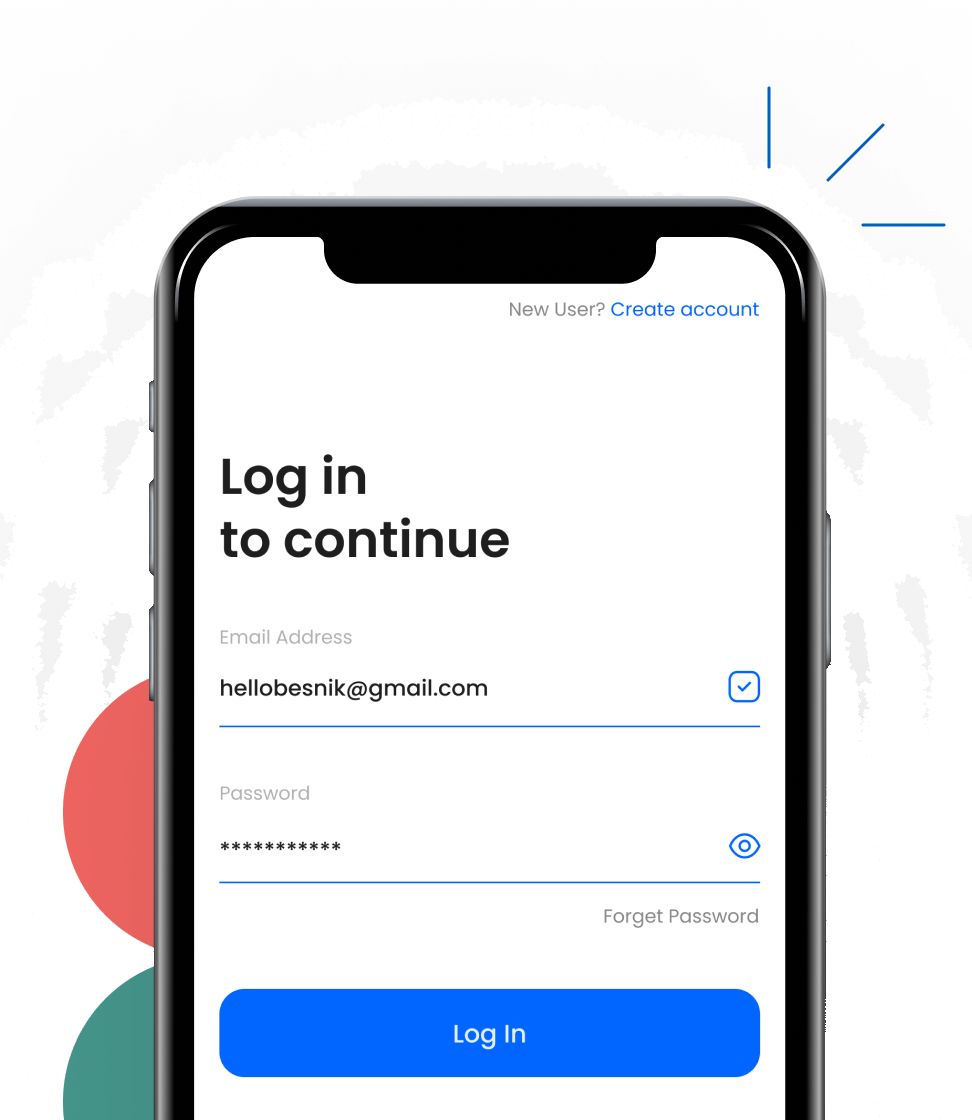 New User? Create account
Log in
to continue
Email Address
hellobesnik@gmail.com
Password
***********
Forget Password
Log In